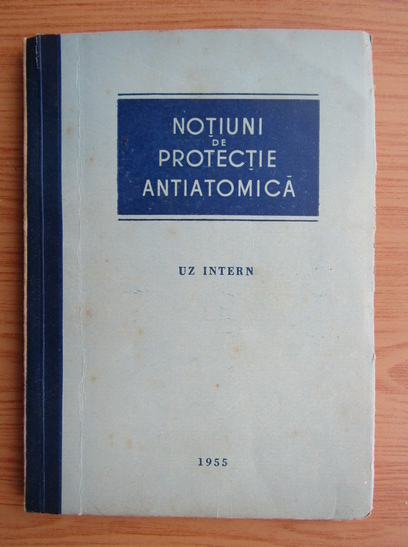 NOȚIUNI
DE
PROTECȚIE
ANTIATOMICĂ
UZ INTERN
1955